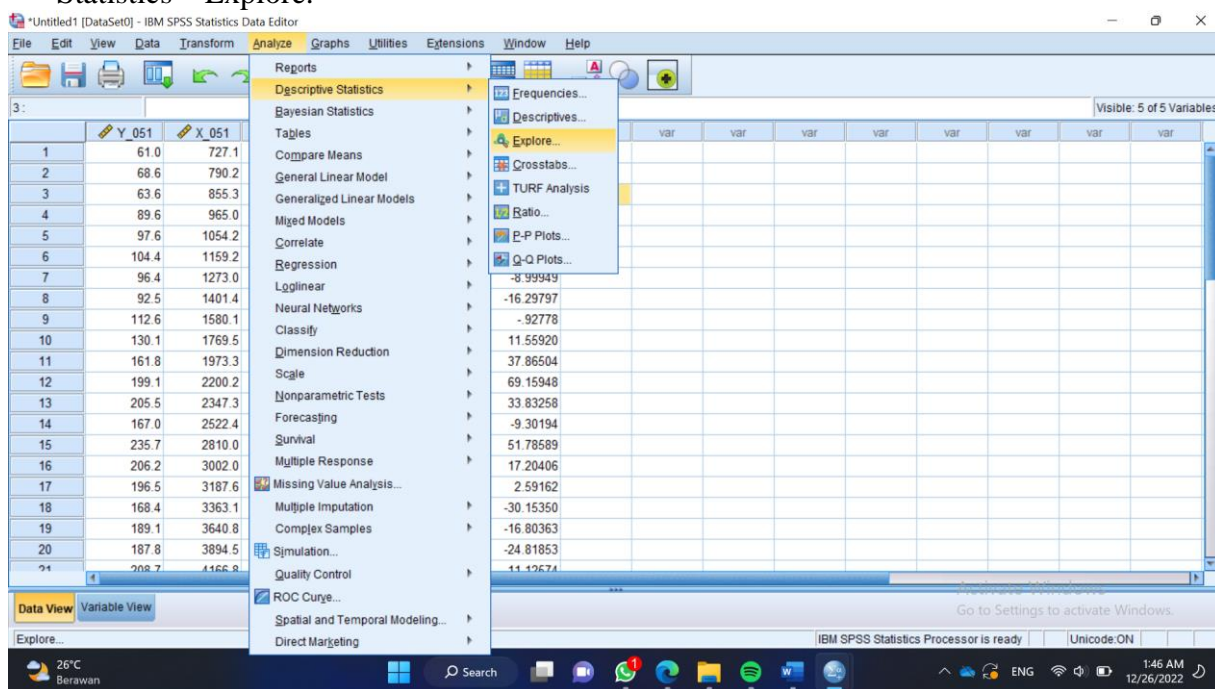 Statistics – Explore.
*Untitled1 [DataSet0] - IBM SPSS Statistics Data Editor
File Edit View Data Transform Analyze Graphs Utilities Extensions Window Help
3 :
Visible: 5 of 5 Variables
Y_051 X_051 var var var var var var var var
1 61.0 727.1
2 68.6 790.2
3 63.6 855.3
4 89.6 965.0
5 97.6 1054.2
6 104.4 1159.2
7 96.4 1273.0 -8.99949
8 92.5 1401.4 -16.29797
9 112.6 1580.1 -.92778
10 130.1 1769.5 11.55920
11 161.8 1973.3 37.86504
12 199.1 2200.2 69.15948
13 205.5 2347.3 33.83258
14 167.0 2522.4 -9.30194
15 235.7 2810.0 51.78589
16 206.2 3002.0 17.20406
17 196.5 3187.6 2.59162
18 168.4 3363.1 -30.15350
19 189.1 3640.8 -16.80363
20 187.8 3894.5 -24.81853
21 208.7 4166.8 11.12674
Reports
Descriptive Statistics
Bayesian Statistics
Tables
Compare Means
General Linear Model
Generalized Linear Models
Mixed Models
Correlate
Regression
Loglinear
Neural Networks
Classify
Dimension Reduction
Scale
Nonparametric Tests
Forecasting
Survival
Multiple Response
Missing Value Analysis...
Multiple Imputation
Complex Samples
Simulation...
Quality Control
ROC Curve...
Spatial and Temporal Modeling...
Direct Marketing
Frequencies...
Descriptives...
Explore...
Crosstabs...
TURF Analysis
Ratio...
P-P Plots...
Q-Q Plots...
Activate Windows
Go to Settings to activate Windows.
Data View Variable View
Explore... IBM SPSS Statistics Processor is ready Unicode:ON
26°C
Berawan
Search
1
ENG
1:46 AM
12/26/2022